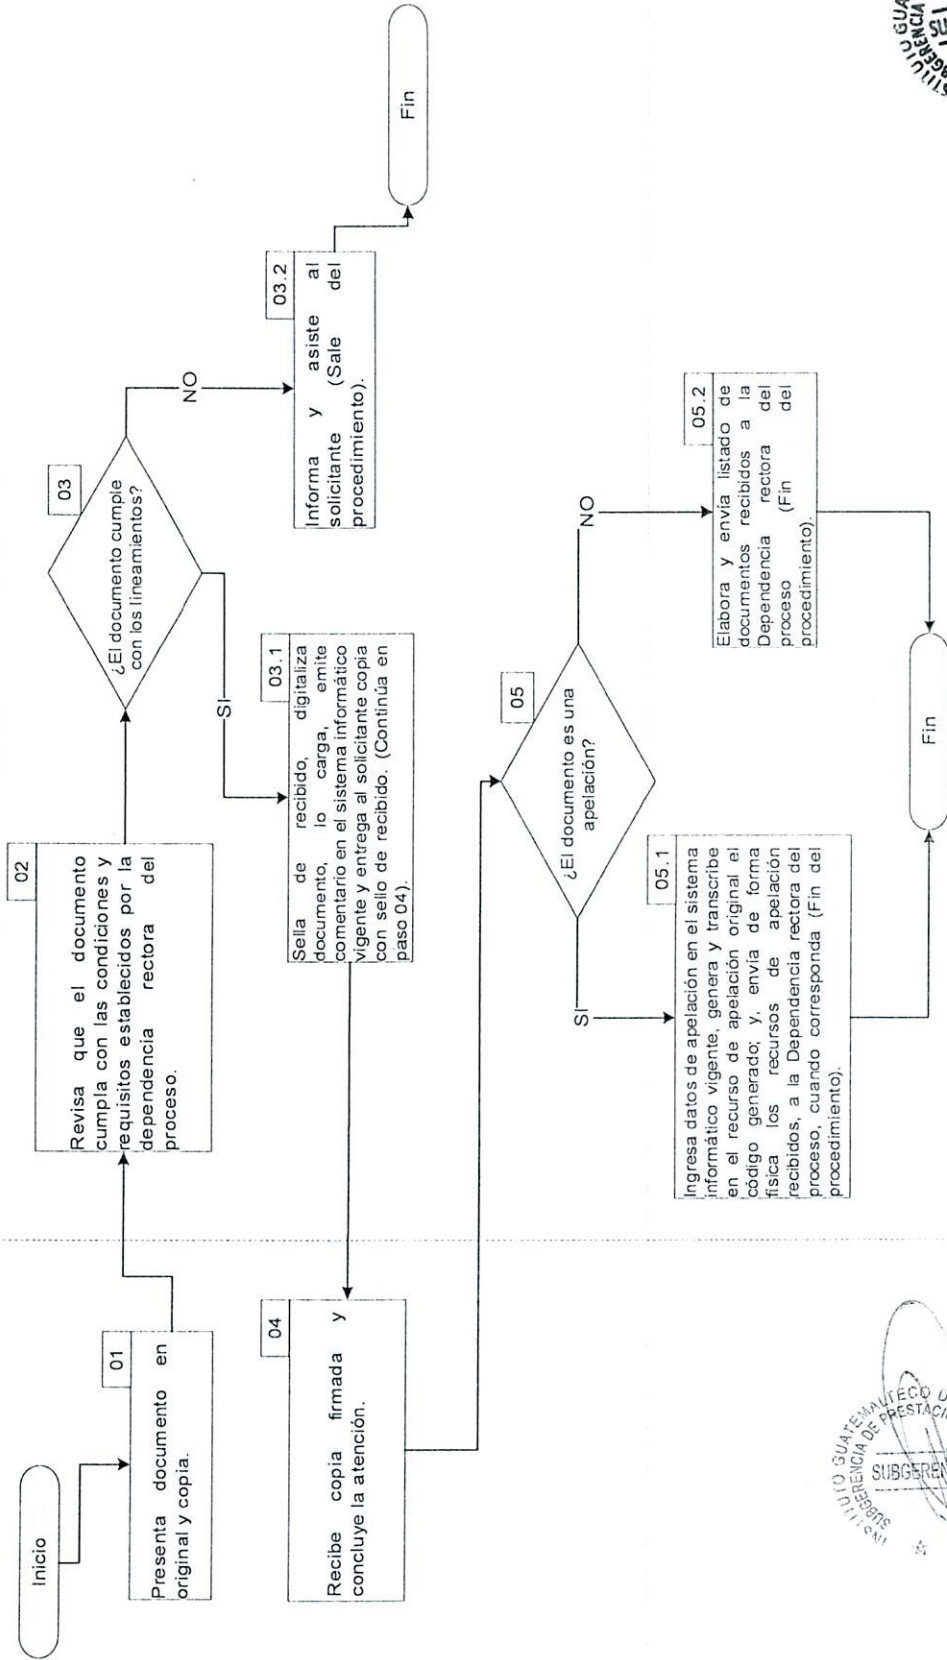 Inicio
01
Presenta documento en
original y copia.
02
Revisa que el documento
cumpla con las condiciones y
requisitos establecidos por la
dependencia rectora del
proceso.
03
¿El documento cumple
con los lineamientos?
NO
03.2
Informa y asiste al
solicitante (Sale del
procedimiento).
Fin
SI
03.1
Sella de recibido, digitaliza
documento, lo carga, emite
comentario en el sistema informático
vigente y entrega al solicitante copia
con sello de recibido. (Continúa en
paso 04).
04
Recibe copia firmada y
concluye la atención.
05
¿El documento es una
apelación?
SI
05.1
Ingresa datos de apelación en el sistema
informático vigente, genera y transcribe
en el recurso de apelación original el
código generado; y, envía de forma
física los recursos de apelación
recibidos, a la Dependencia rectora del
proceso, cuando corresponda (Fin del
procedimiento).
NO
05.2
Elabora y envía listado de
documentos recibidos a la
Dependencia rectora del
proceso (Fin del
procedimiento).
Fin
INSTITUTO GUATEMALTECO
SUBGERENCIA DE